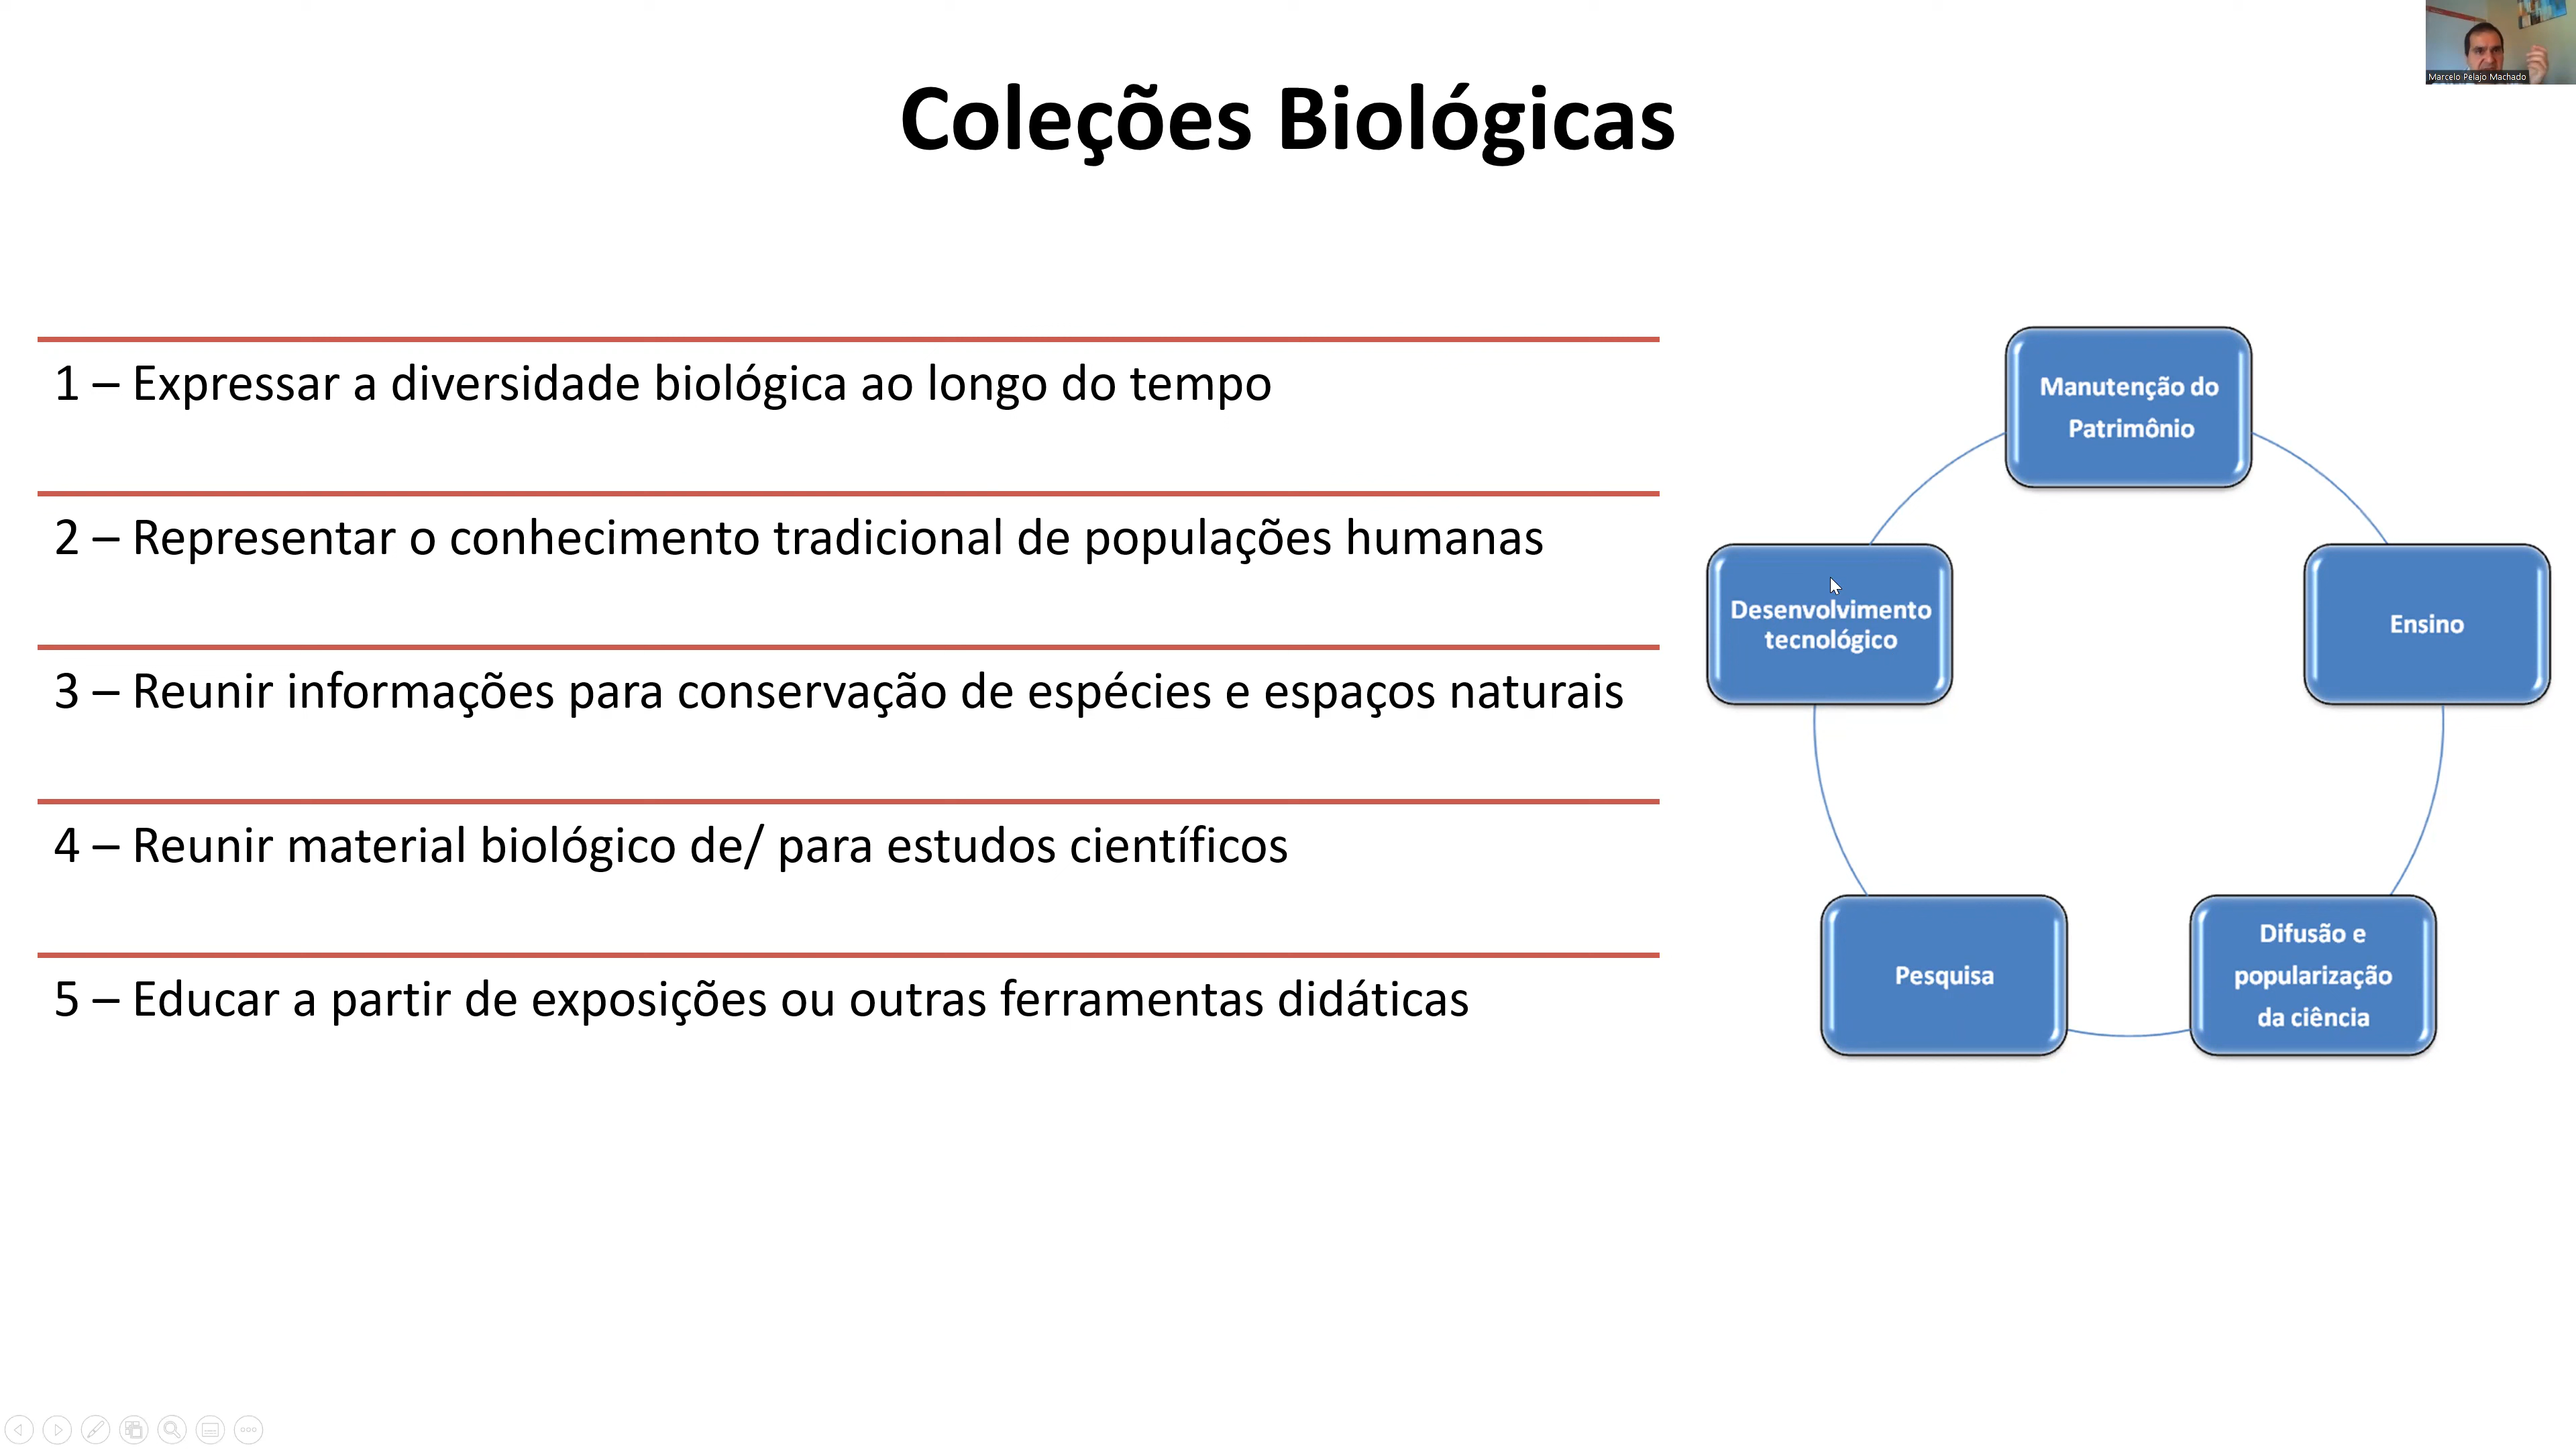 Marcelo Pelajo Machado
Coleções Biológicas
1 – Expressar a diversidade biológica ao longo do tempo
2 – Representar o conhecimento tradicional de populações humanas
3 – Reunir informações para conservação de espécies e espaços naturais
4 – Reunir material biológico de/ para estudos científicos
5 – Educar a partir de exposições ou outras ferramentas didáticas
Manutenção do
Patrimônio
Ensino
Difusão e
popularização
da ciência
Pesquisa
Desenvolvimento
tecnológico